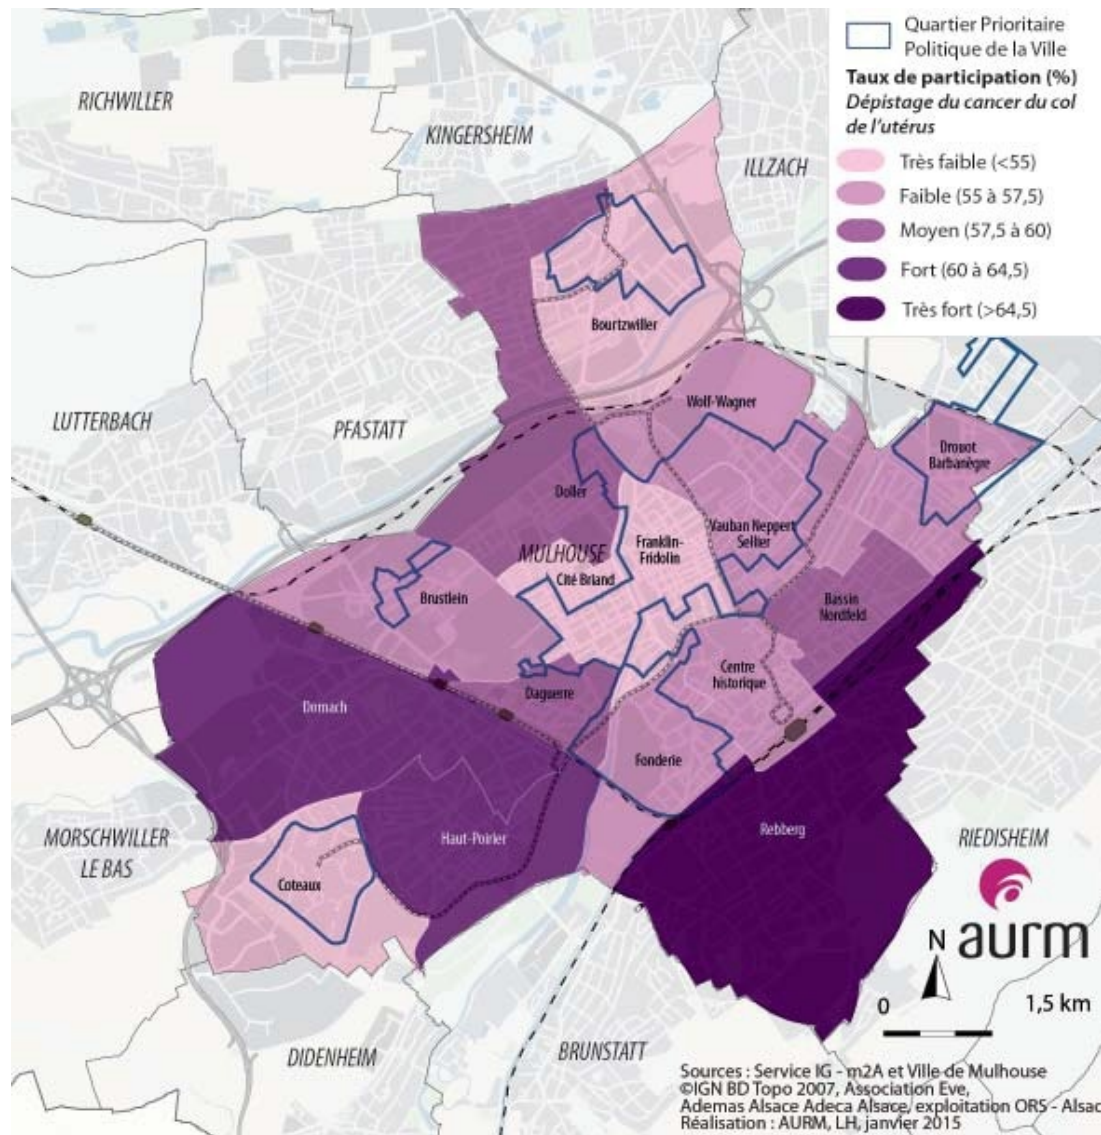 Quartier Prioritaire
Politique de la Ville
Taux de participation (%)
Dépistage du cancer du col
de l'utérus
Très faible (<55)
Faible (55 à 57,5)
Moyen (57,5 à 60)
Fort (60 à 64,5)
Très fort (>64,5)
RICHWILLER
KINGERSHEIM
ILLZACH
Bourtzwiller
LUTTERBACH
PFASTATT
Wolf-Wagner
Drouot
Barbanègre
Doller
Vauban Neppert
Sellier
Franklin-
Fridolin
MULHOUSE
Cité Briand
Brustlein
Bassin
Nordfeld
Centre
historique
Daguerre
Dornach
Fonderie
Rebberg
Haut-Poirier
MORSCHWILLER
LE BAS
RIEDISHEIM
Coteaux
aurm
N
0
1,5 km
DIDENHEIM
BRUNSTATT
Sources : Service IG - m2A et Ville de Mulhouse
©IGN BD Topo 2007, Association Eve,
Ademas Alsace Adeca Alsace, exploitation ORS - Alsac
Réalisation : AURM, LH, janvier 2015